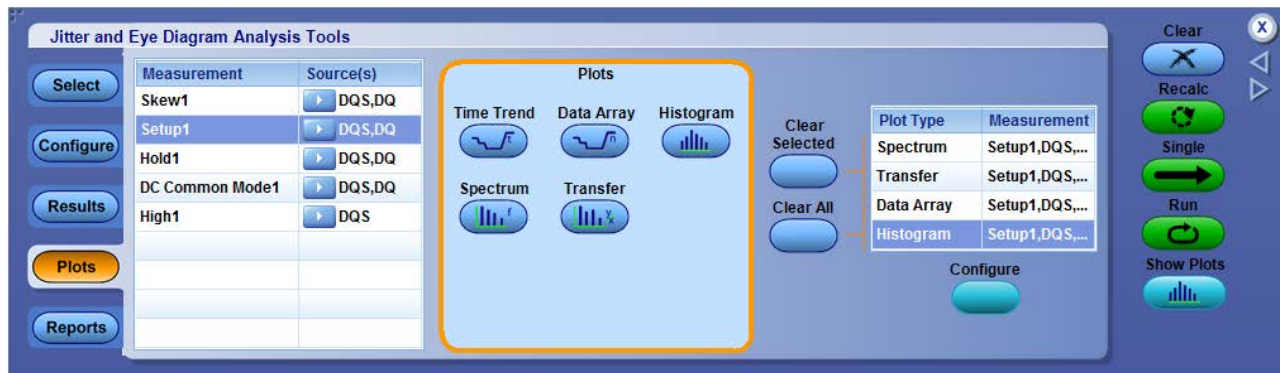 Jitter and Eye Diagram Analysis Tools
Select
Configure
Results
Plots
Reports
Measurement Source(s)
Skew1 DQS,DQ
Setup1 DQS,DQ
Hold1 DQS,DQ
DC Common Mode1 DQS,DQ
High1 DQS
Plots
Time Trend Data Array Histogram
Spectrum Transfer
Clear Selected
Clear All
Plot Type Measurement
Spectrum Setup1,DQS,...
Transfer Setup1,DQS,...
Data Array Setup1,DQS,...
Histogram Setup1,DQS,...
Configure
Clear
X
Recalc
Single
Run
Show Plots